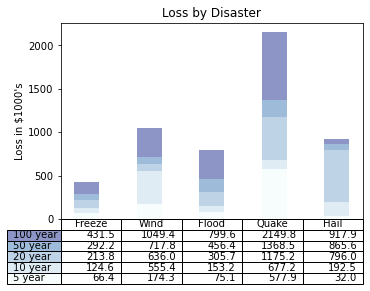 Loss by Disaster
2000
1500
1000
500
0
Loss in $1000's
Freeze Wind Flood Quake Hail
100 year 431.5 1049.4 799.6 2149.8 917.9
50 year 292.2 717.8 456.4 1368.5 865.6
20 year 213.8 636.0 305.7 1175.2 796.0
10 year 124.6 555.4 153.2 677.2 192.5
5 year 66.4 174.3 75.1 577.9 32.0